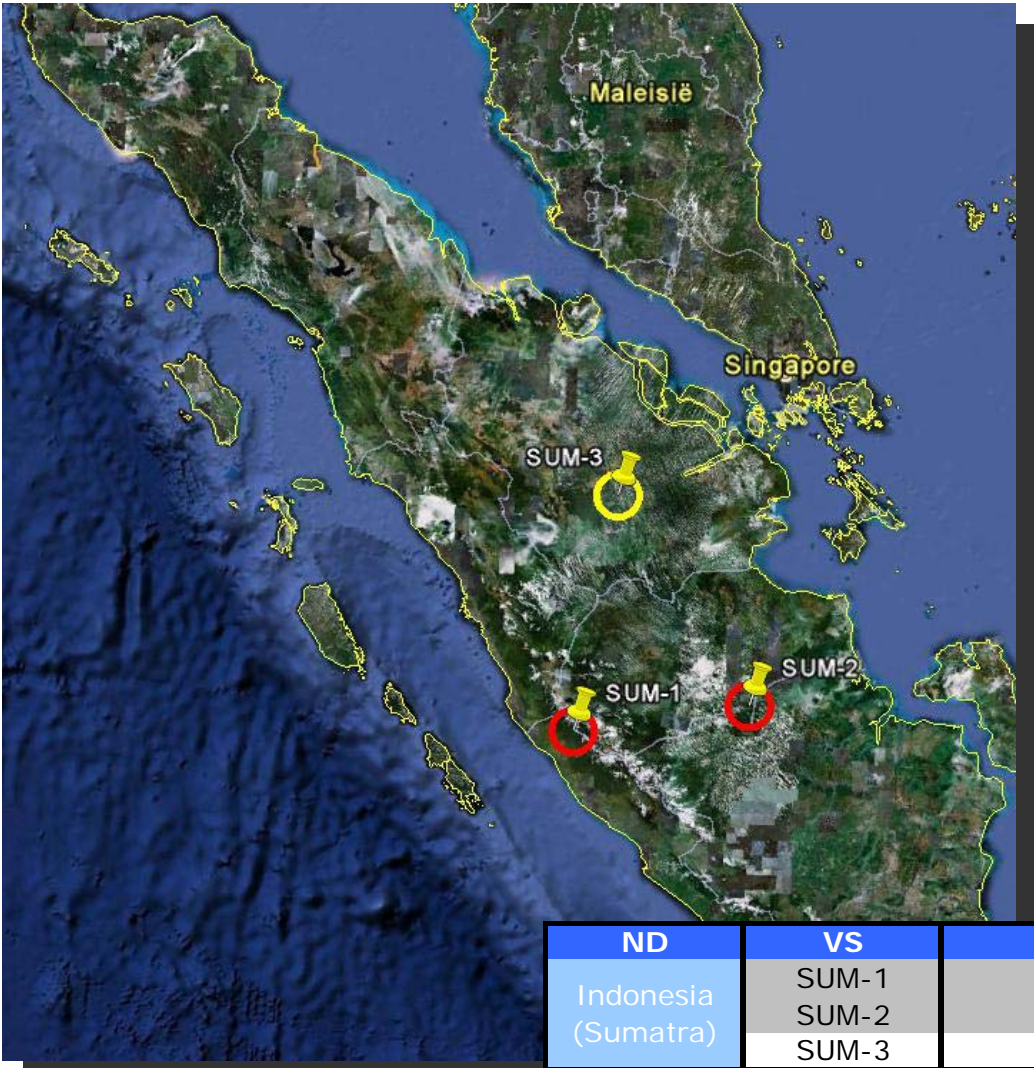 Maleisië
Singapore
SUM-3
SUM-2
SUM-1
ND VS
Indonesia
(Sumatra)
SUM-1
SUM-2
SUM-3